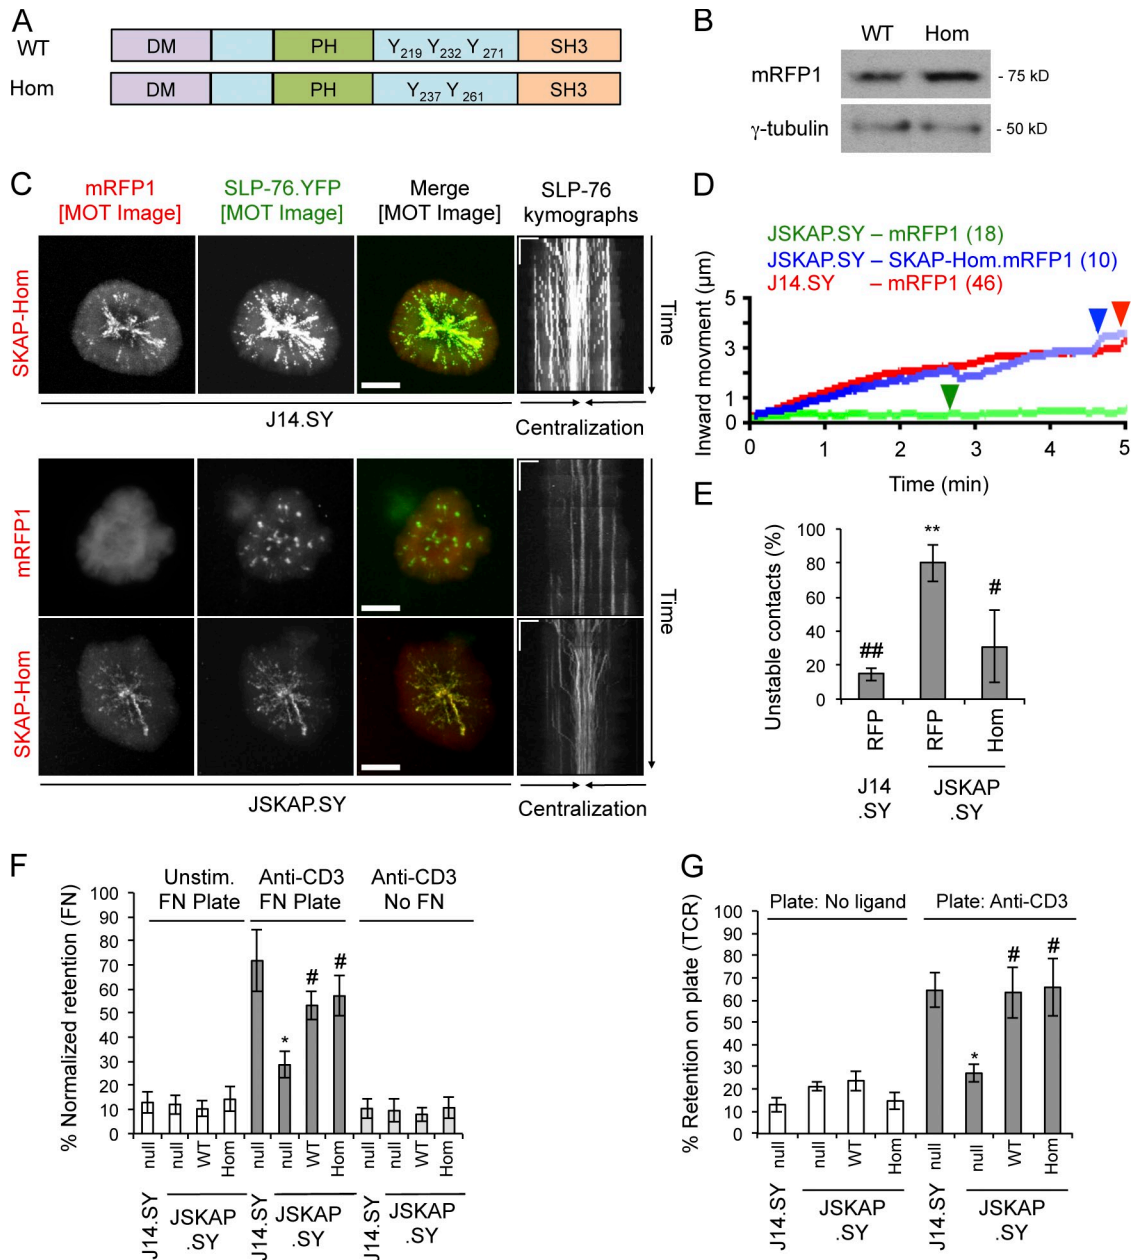 A
WT
DM
PH
Y219 Y232 Y271
SH3
Hom
DM
PH
Y237 Y261
SH3
B
WT Hom
mRFP1
- 75 kD
γ-tubulin
- 50 kD
C
mRFP1
[MOT Image]
SLP-76.YFP
[MOT Image]
Merge
[MOT Image]
SLP-76
kymographs
SKAP-Hom
Time
J14.SY
Centralization
mRFP1
SKAP-Hom
Time
JSKAP.SY
Centralization
D
JSKAP.SY – mRFP1 (18)
JSKAP.SY – SKAP-Hom.mRFP1 (10)
J14.SY – mRFP1 (46)
Inward movment (µm)
5
3
1
0
0 1 2 3 4 5
Time (min)
E
Unstable contacts (%)
100
80
60
40
20
0
##
**
#
RFP RFP Hom
J14
.SY
JSKAP
.SY
F
% Normalized retention (FN)
100
90
80
70
60
50
40
30
20
10
0
Unstim.
FN Plate
Anti-CD3
FN Plate
Anti-CD3
No FN
*
#
#
null null WT Hom null null WT Hom null null WT Hom
J14.SY
JSKAP
.SY
J14.SY
JSKAP
.SY
J14.SY
JSKAP
.SY
G
% Retention on plate (TCR)
100
90
80
70
60
50
40
30
20
10
0
Plate: No ligand
Plate: Anti-CD3
*
#
#
null null WT Hom null null WT Hom
J14.SY
JSKAP
.SY
J14.SY
JSKAP
.SY